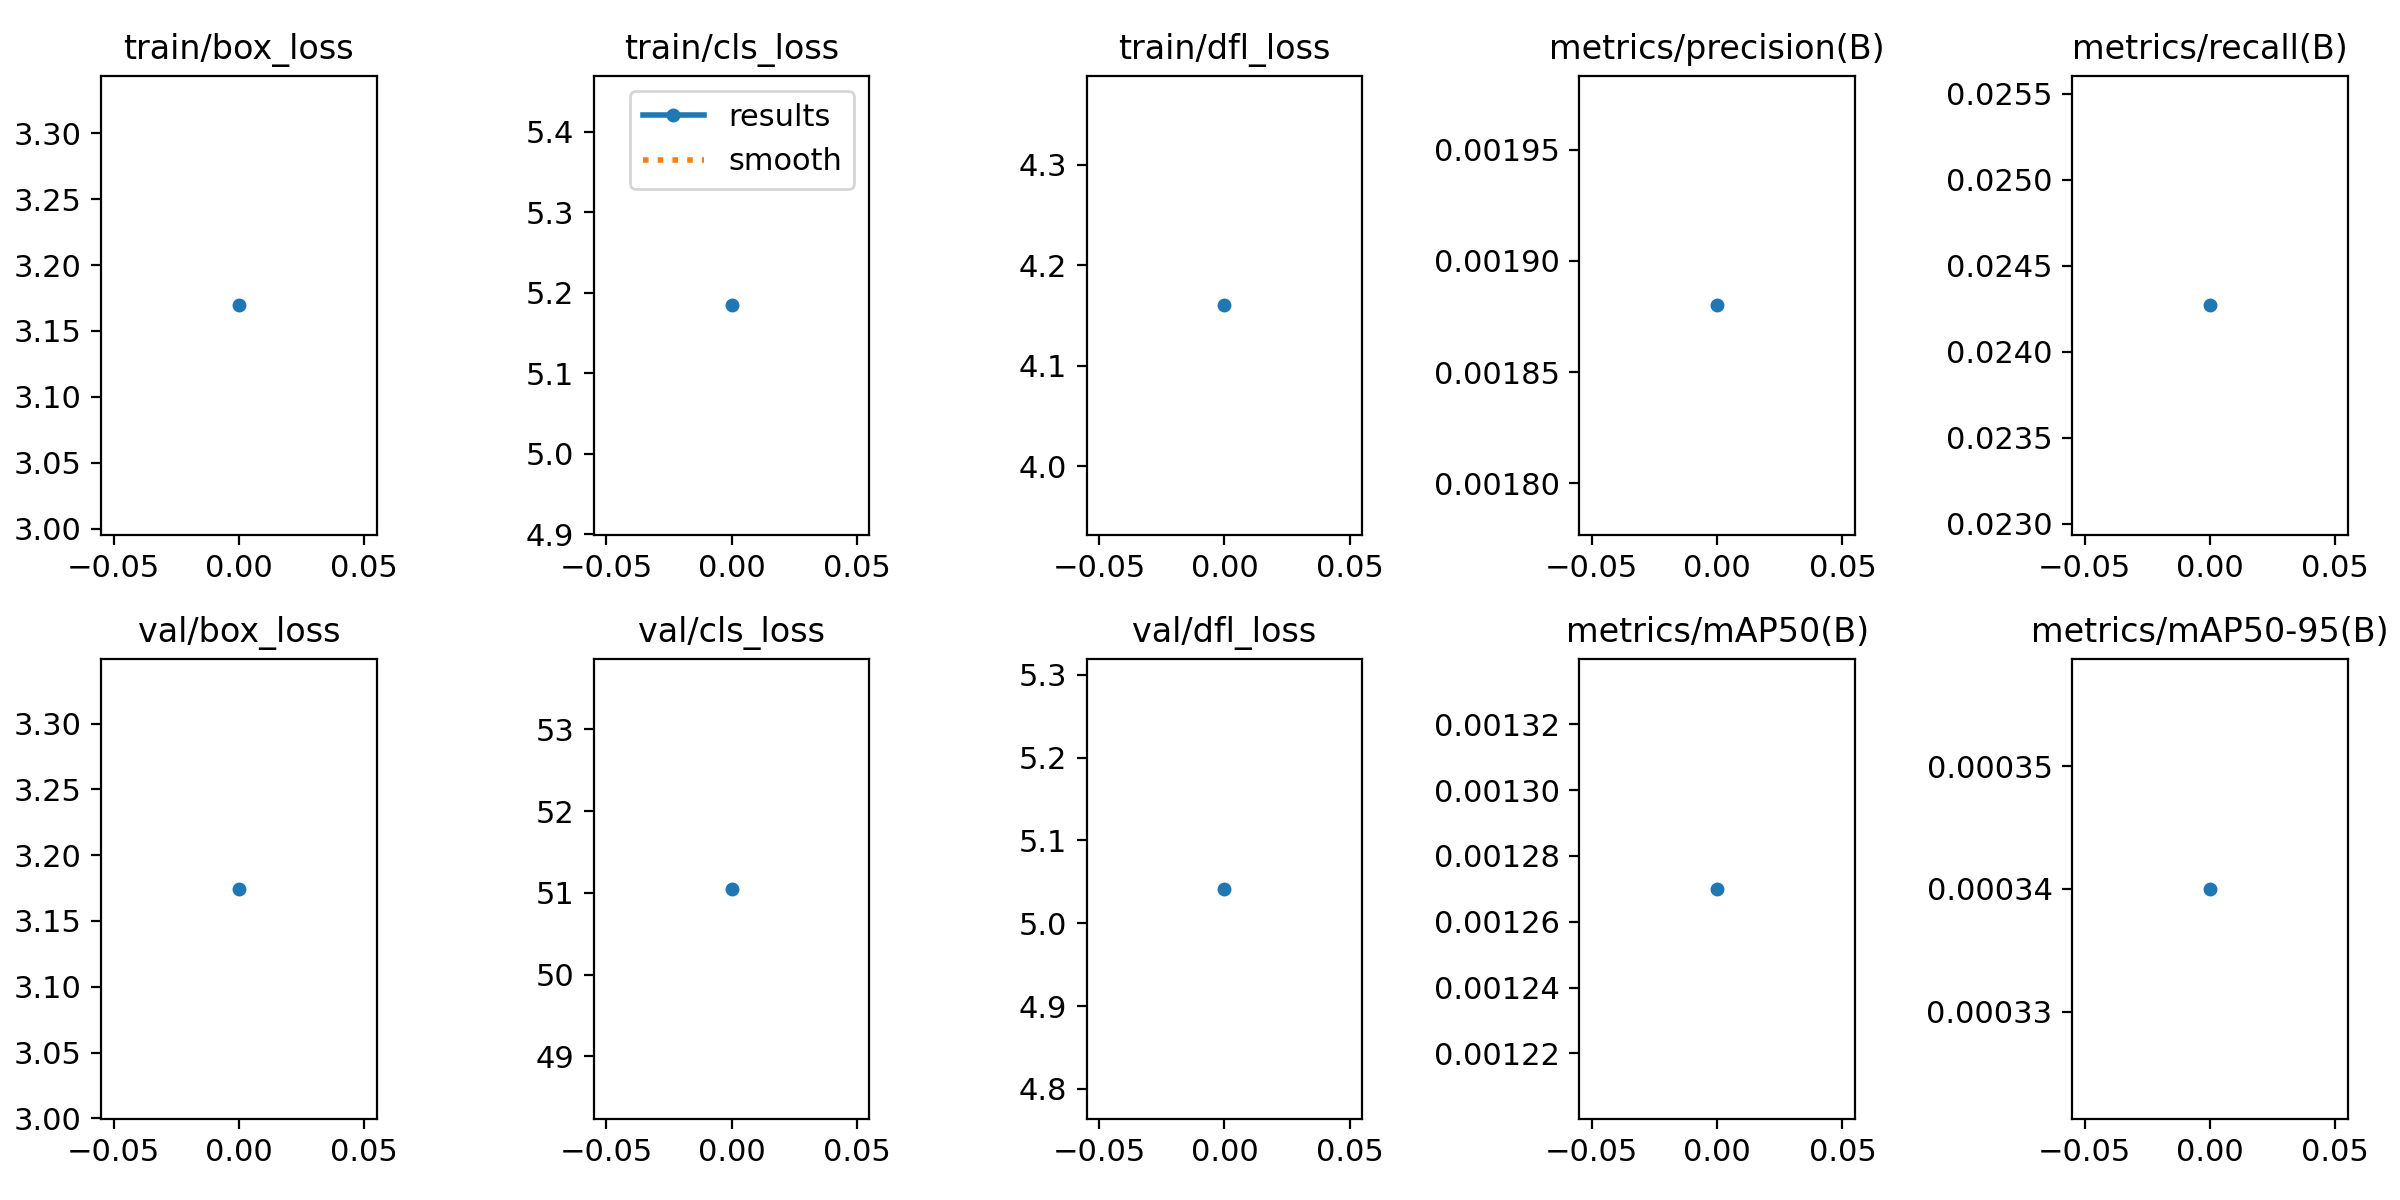 train/box_loss
3.30
3.25
3.20
3.15
3.10
3.05
3.00
−0.05 0.00 0.05
train/cls_loss
results
smooth
5.4
5.3
5.2
5.1
5.0
4.9
−0.05 0.00 0.05
train/dfl_loss
4.3
4.2
4.1
4.0
−0.05 0.00 0.05
metrics/precision(B)
0.00195
0.00190
0.00185
0.00180
−0.05 0.00 0.05
metrics/recall(B)
0.0255
0.0250
0.0245
0.0240
0.0235
0.0230
−0.05 0.00 0.05
val/box_loss
3.30
3.25
3.20
3.15
3.10
3.05
3.00
−0.05 0.00 0.05
val/cls_loss
53
52
51
50
49
−0.05 0.00 0.05
val/dfl_loss
5.3
5.2
5.1
5.0
4.9
4.8
−0.05 0.00 0.05
metrics/mAP50(B)
0.00132
0.00130
0.00128
0.00126
0.00124
0.00122
−0.05 0.00 0.05
metrics/mAP50-95(B)
0.00035
0.00034
0.00033
−0.05 0.00 0.05